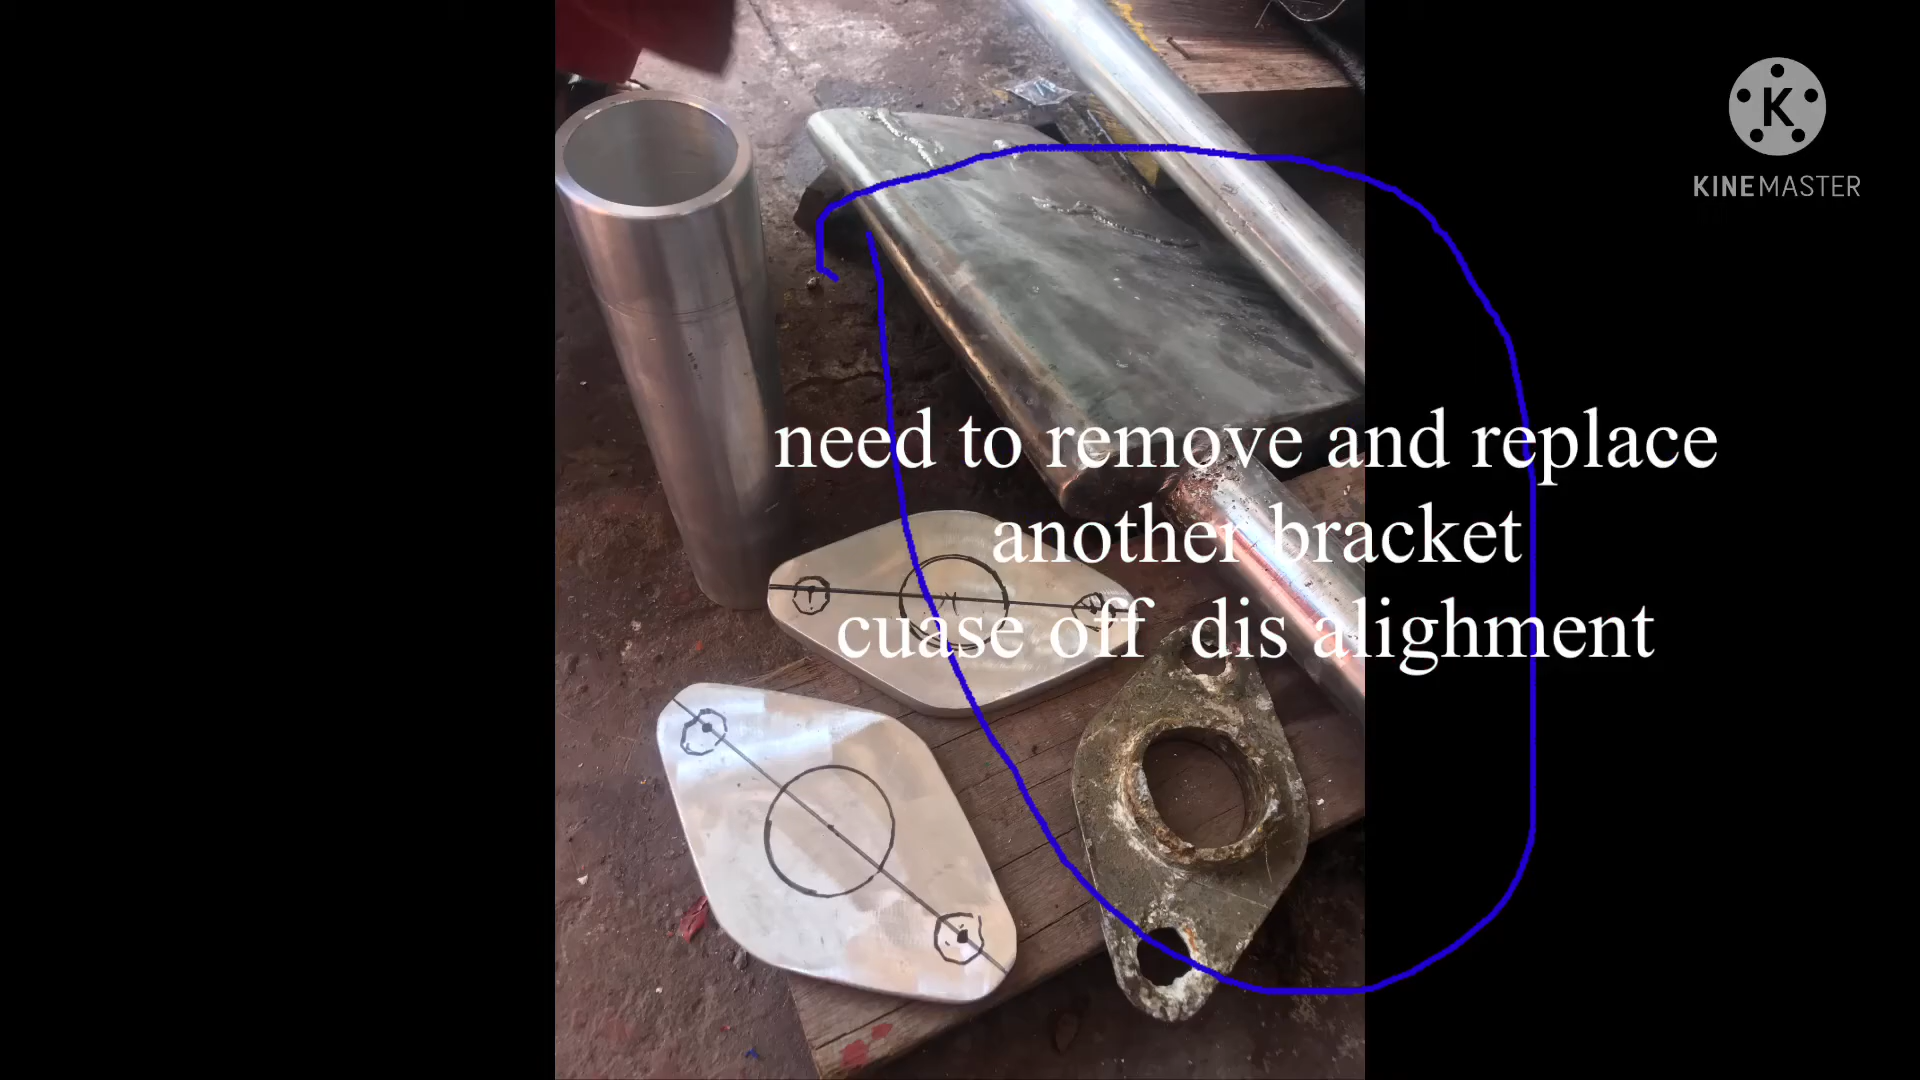 K
KINEMASTER
need to remove and replace
another bracket
cuase off dis alighment